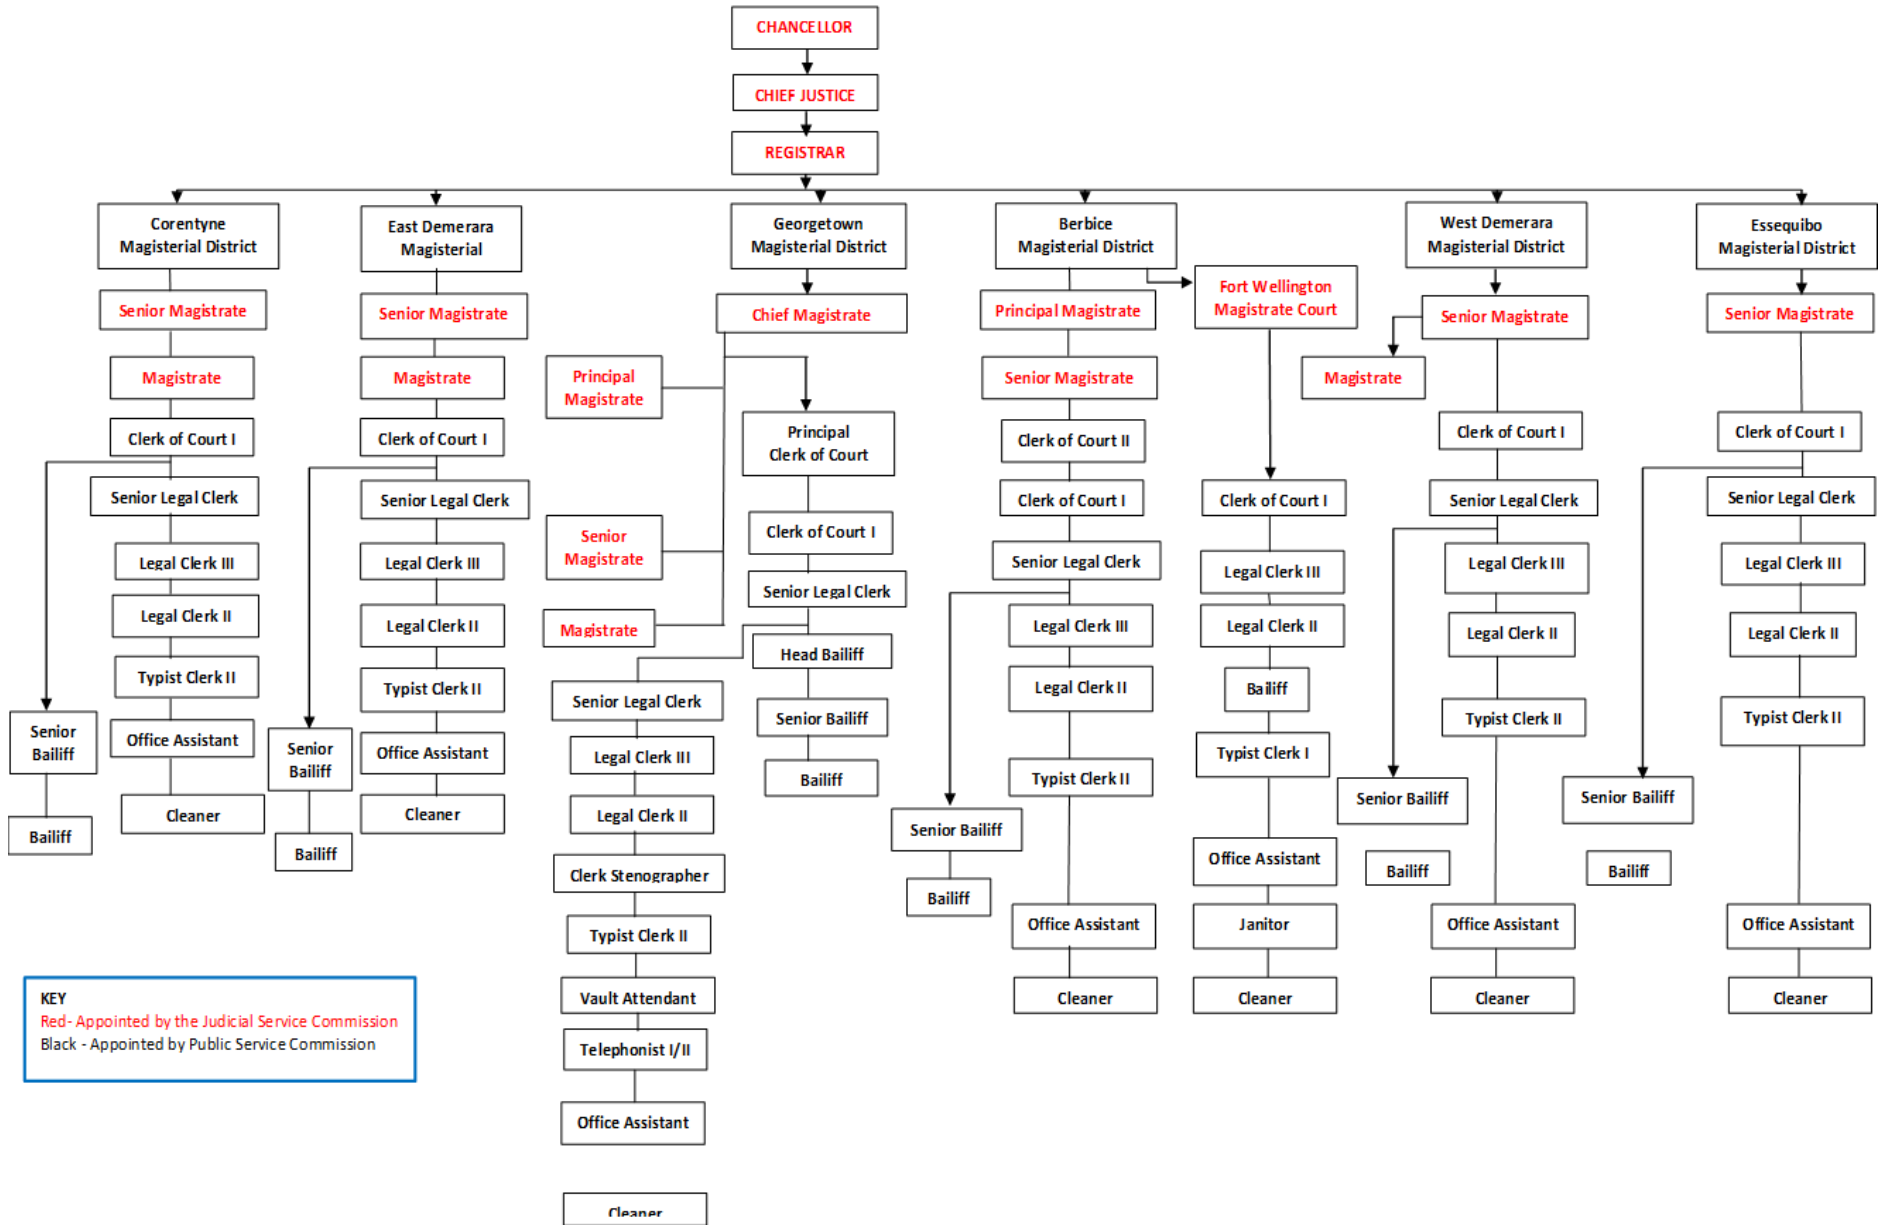 CHANCELLOR
CHIEF JUSTICE
REGISTRAR
Corentyne
Magisterial District
Senior Magistrate
Magistrate
Clerk of Court I
Senior Legal Clerk
Legal Clerk III
Legal Clerk II
Typist Clerk II
Office Assistant
Cleaner
Senior
Bailiff
Bailiff
East Demerara
Magisterial
Senior Magistrate
Magistrate
Clerk of Court I
Senior Legal Clerk
Legal Clerk III
Legal Clerk II
Typist Clerk II
Office Assistant
Cleaner
Senior
Bailiff
Bailiff
Georgetown
Magisterial District
Chief Magistrate
Principal
Magistrate
Senior
Magistrate
Magistrate
Principal
Clerk of Court
Clerk of Court I
Senior Legal Clerk
Head Bailiff
Senior Bailiff
Bailiff
Senior Legal Clerk
Legal Clerk III
Legal Clerk II
Clerk Stenographer
Typist Clerk II
Vault Attendant
Telephonist I/II
Office Assistant
Cleaner
Berbice
Magisterial District
Principal Magistrate
Senior Magistrate
Clerk of Court II
Clerk of Court I
Senior Legal Clerk
Legal Clerk III
Legal Clerk II
Typist Clerk II
Senior Bailiff
Bailiff
Office Assistant
Cleaner
Fort Wellington
Magistrate Court
Clerk of Court I
Legal Clerk III
Legal Clerk II
Bailiff
Typist Clerk I
Office Assistant
Janitor
Cleaner
West Demerara
Magisterial District
Senior Magistrate
Magistrate
Clerk of Court I
Senior Legal Clerk
Legal Clerk III
Legal Clerk II
Typist Clerk II
Senior Bailiff
Bailiff
Office Assistant
Cleaner
Essequibo
Magisterial District
Senior Magistrate
Clerk of Court I
Senior Legal Clerk
Legal Clerk III
Legal Clerk II
Typist Clerk II
Senior Bailiff
Bailiff
Office Assistant
Cleaner
KEY
Red- Appointed by the Judicial Service Commission
Black - Appointed by Public Service Commission